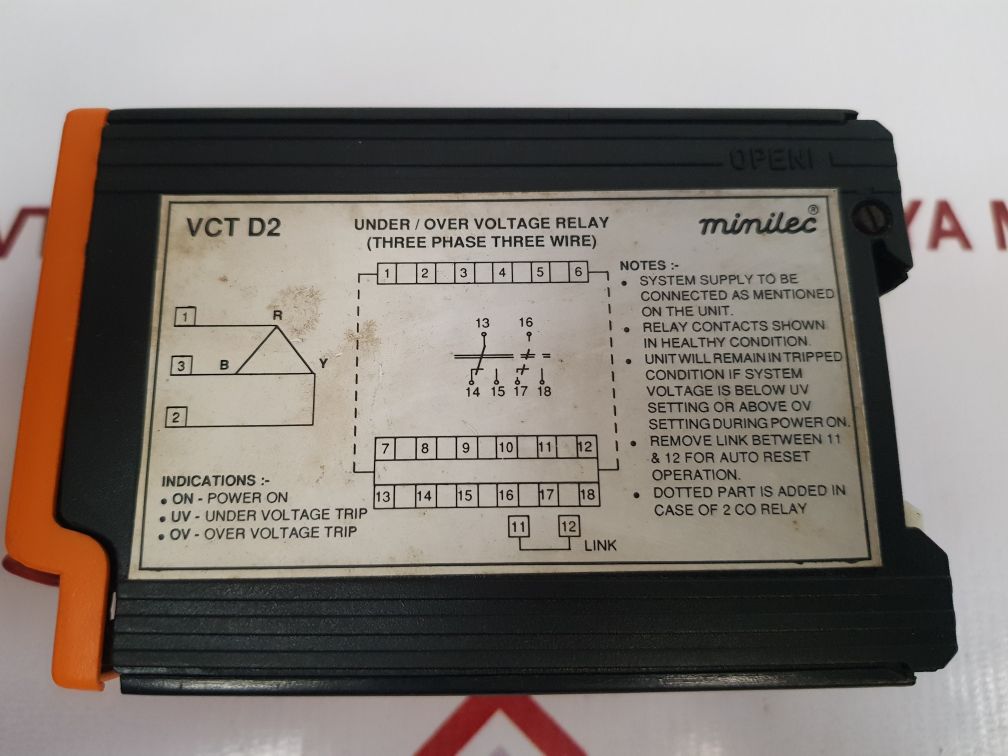 OPEN
VCT D2
UNDER / OVER VOLTAGE RELAY
(THREE PHASE THREE WIRE)
minilec®
1 2 3 4 5 6
1
R
3
B
Y
2
13 16
14 15 17 18
7 8 9 10 11 12
13 14 15 16 17 18
11 12
LINK
INDICATIONS :-
• ON - POWER ON
• UV - UNDER VOLTAGE TRIP
• OV - OVER VOLTAGE TRIP
NOTES :-
• SYSTEM SUPPLY TO BE
CONNECTED AS MENTIONED
ON THE UNIT.
• RELAY CONTACTS SHOWN
IN HEALTHY CONDITION.
• UNIT WILL REMAIN IN TRIPPED
CONDITION IF SYSTEM
VOLTAGE IS BELOW UV
SETTING OR ABOVE OV
SETTING DURING POWER ON.
• REMOVE LINK BETWEEN 11
& 12 FOR AUTO RESET
OPERATION.
• DOTTED PART IS ADDED IN
CASE OF 2 CO RELAY
YA M